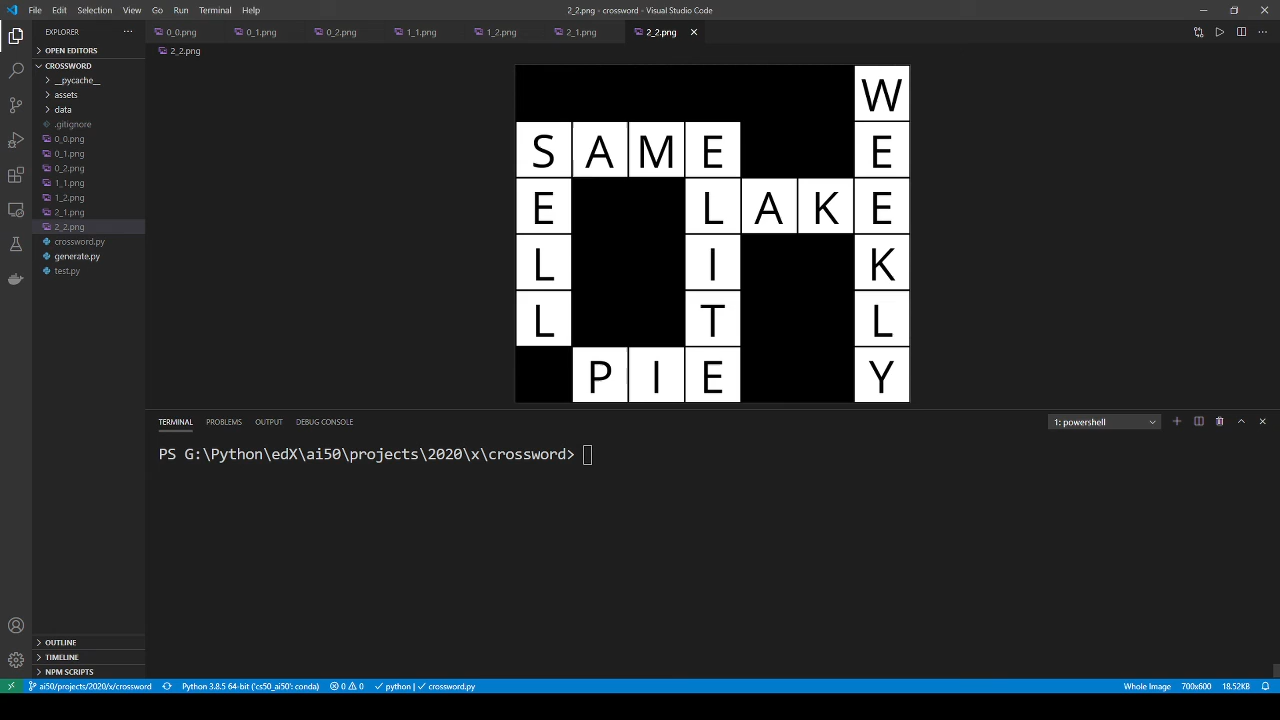 File Edit Selection View Go Run Terminal Help
2_2.png - crossword - Visual Studio Code
EXPLORER
0_0.png 0_1.png 0_2.png 1_1.png 1_2.png 2_1.png 2_2.png
OPEN EDITORS
2_2.png
CROSSWORD
__pycache__
assets
data
.gitignore
0_0.png
0_1.png
0_2.png
1_1.png
1_2.png
2_1.png
2_2.png
crossword.py
generate.py
test.py
W
S A M E E
E L A K E
L I K
L T L
P I E Y
TERMINAL PROBLEMS OUTPUT DEBUG CONSOLE
1: powershell
PS G:\Python\edX\ai50\projects\2020\x\crossword>
OUTLINE
TIMELINE
NPM SCRIPTS
ai50/projects/2020/x/crossword Python 3.8.5 64-bit ('cs50_ai50': conda) 0 0 python | crossword.py Whole Image 700x600 18.52KB